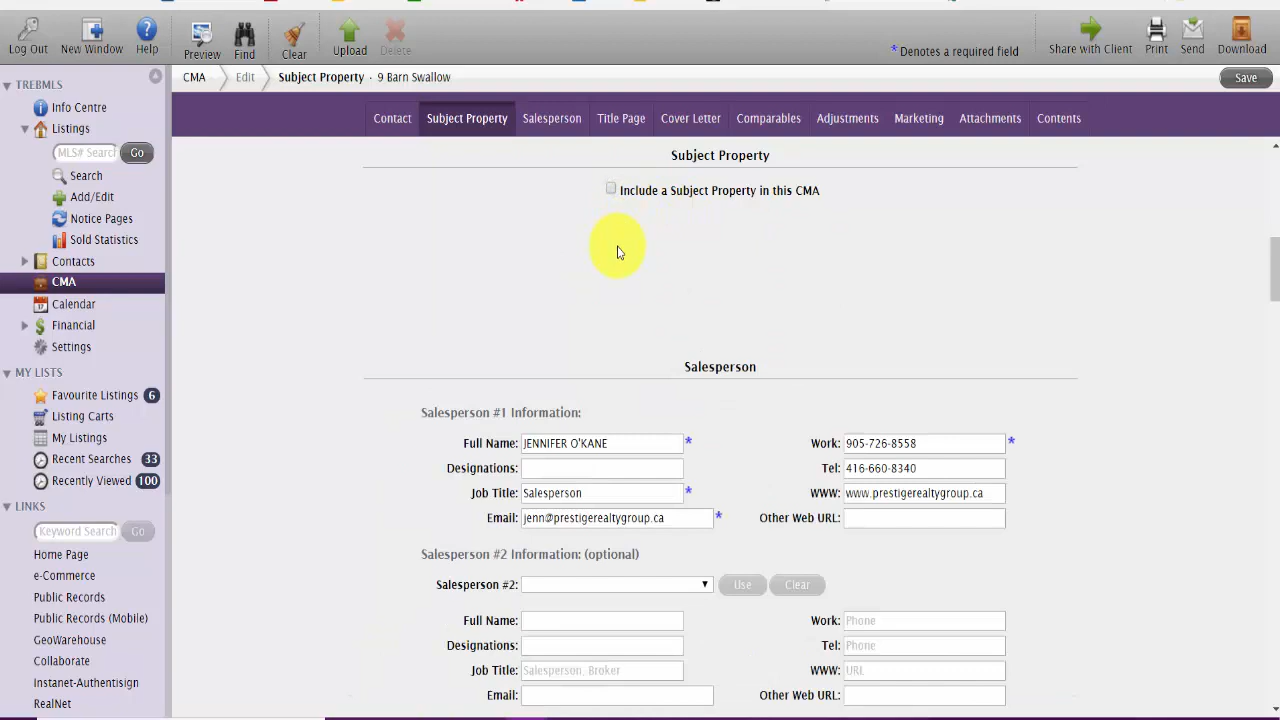 Log Out
New Window
Help
Preview
Find
Clear
Upload
Delete
* Denotes a required field
Share with Client
Print
Send
Download
CMA
Edit
Subject Property · 9 Barn Swallow
Save
Contact
Subject Property
Salesperson
Title Page
Cover Letter
Comparables
Adjustments
Marketing
Attachments
Contents
TREBMLS
Info Centre
Listings
MLS# Search
Go
Search
Add/Edit
Notice Pages
Sold Statistics
Contacts
CMA
Calendar
17
Financial
Settings
MY LISTS
Favourite Listings 6
Listing Carts
My Listings
Recent Searches 33
Recently Viewed 100
LINKS
Keyword Search
Go
Home Page
e-Commerce
Public Records
Public Records (Mobile)
GeoWarehouse
Collaborate
Instanet-Authentisign
RealNet
Subject Property
Include a Subject Property in this CMA
Salesperson
Salesperson #1 Information:
Full Name: JENNIFER O'KANE * Work: 905-726-8558 *
Designations: Tel: 416-660-8340
Job Title: Salesperson * WWW: www.prestigerealtygroup.ca
Email: jenn@prestigerealtygroup.ca * Other Web URL:
Salesperson #2 Information: (optional)
Salesperson #2: Use Clear
Full Name: Work: Phone
Designations: Tel: Phone
Job Title: Salesperson, Broker WWW: URL
Email: Other Web URL: